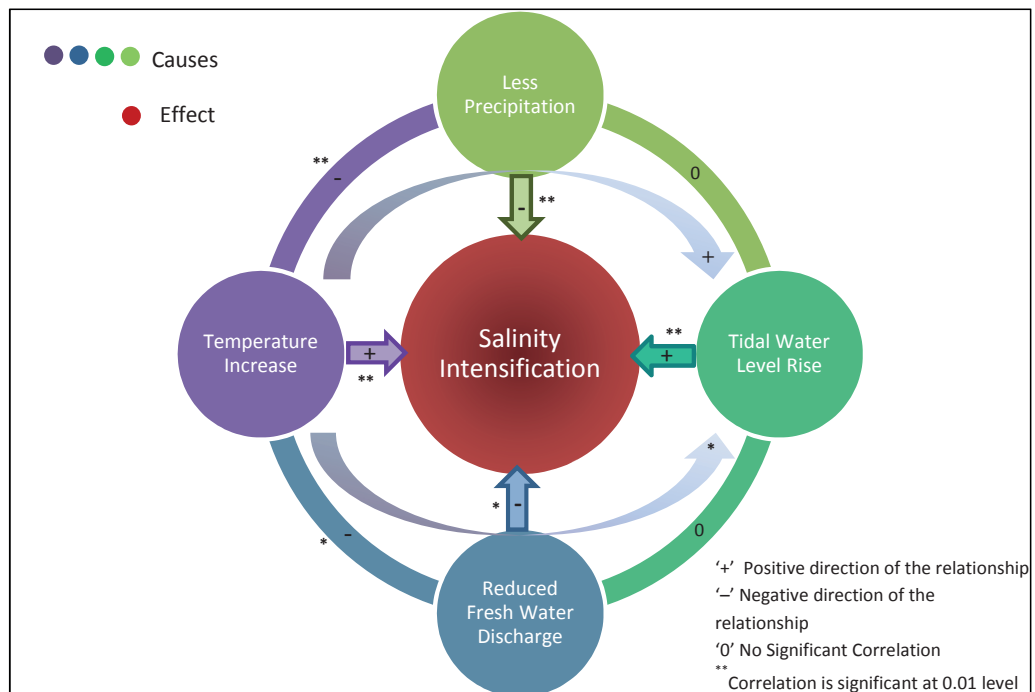 Causes
Effect
Less
Precipitation
**
-
0
-
**
+
Temperature
Increase
+
**
Salinity
Intensification
**
+
Tidal Water
Level Rise
*
-
*
-
*
0
Reduced
Fresh Water
Discharge
‘+’ Positive direction of the relationship
‘–’ Negative direction of the
relationship
‘0’ No Significant Correlation
**
Correlation is significant at 0.01 level